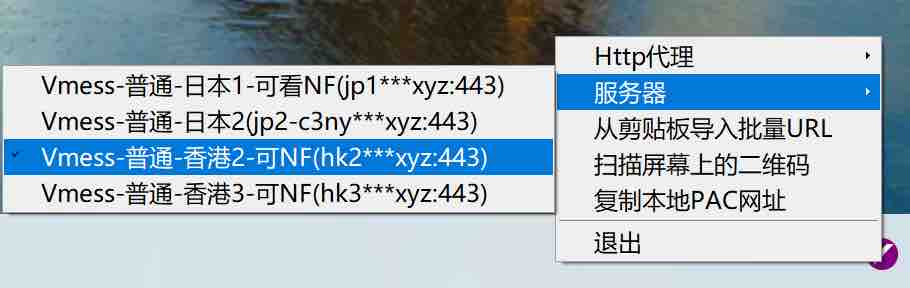 Http代理
服务器
从剪贴板导入批量URL
扫描屏幕上的二维码
复制本地PAC网址
退出
Vmess-普通-日本1-可看NF(jp1***xyz:443)
Vmess-普通-日本2(jp2-c3ny***xyz:443)
Vmess-普通-香港2-可NF(hk2***xyz:443)
Vmess-普通-香港3-可NF(hk3***xyz:443)